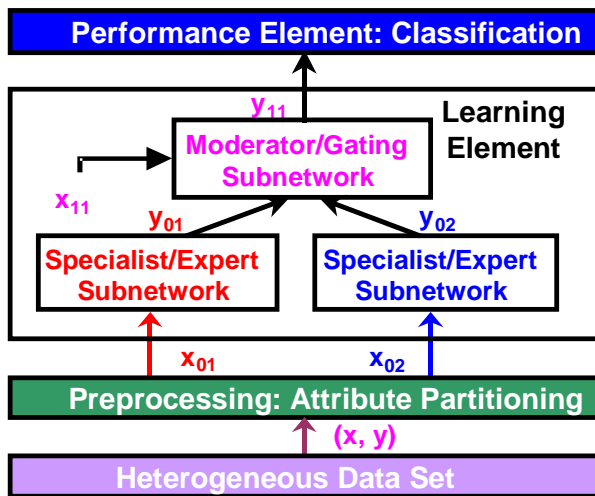 Performance Element: Classification
y11
Learning
Element
Moderator/Gating
Subnetwork
x11
y01
y02
Specialist/Expert
Subnetwork
Specialist/Expert
Subnetwork
x01
x02
Preprocessing: Attribute Partitioning
(x, y)
Heterogeneous Data Set